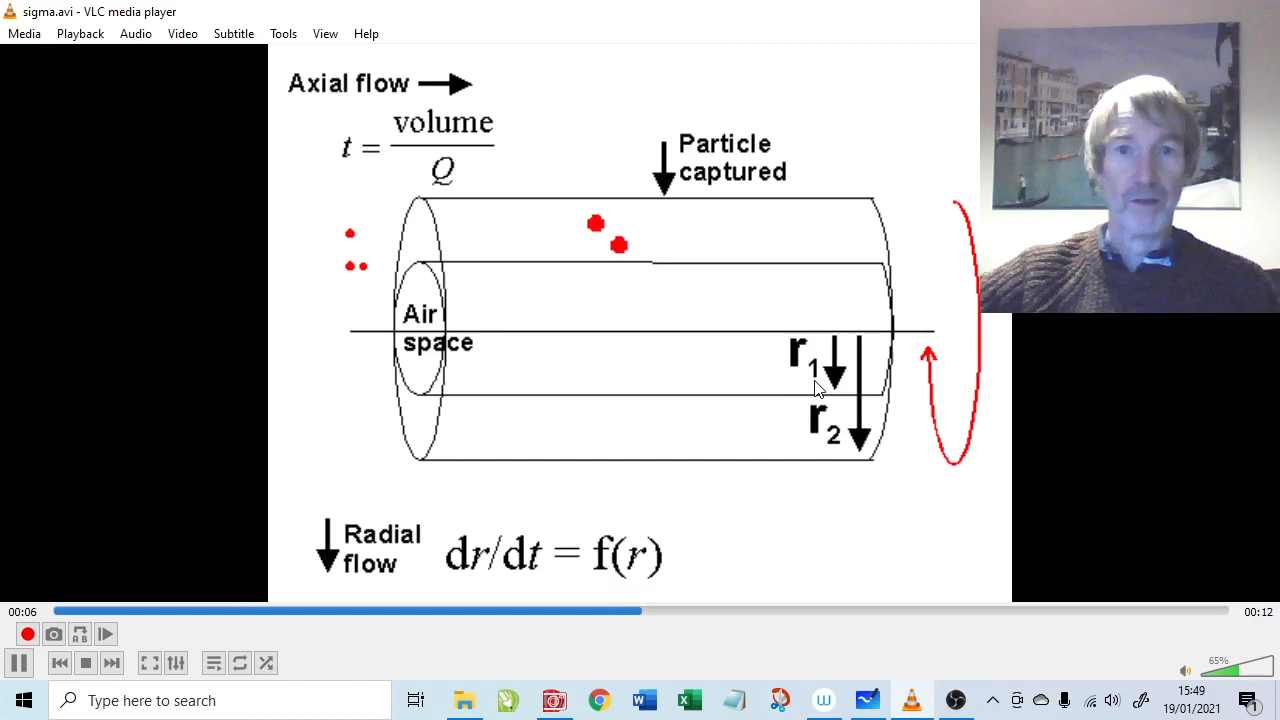 sigma.avi - VLC media player
Media Playback Audio Video Subtitle Tools View Help
Axial flow
t = volume / Q
Particle
captured
Air
space
r1
r2
Radial
flow
dr/dt = f(r)
00:06
00:12
65%
Type here to search
15:49
19/01/2021